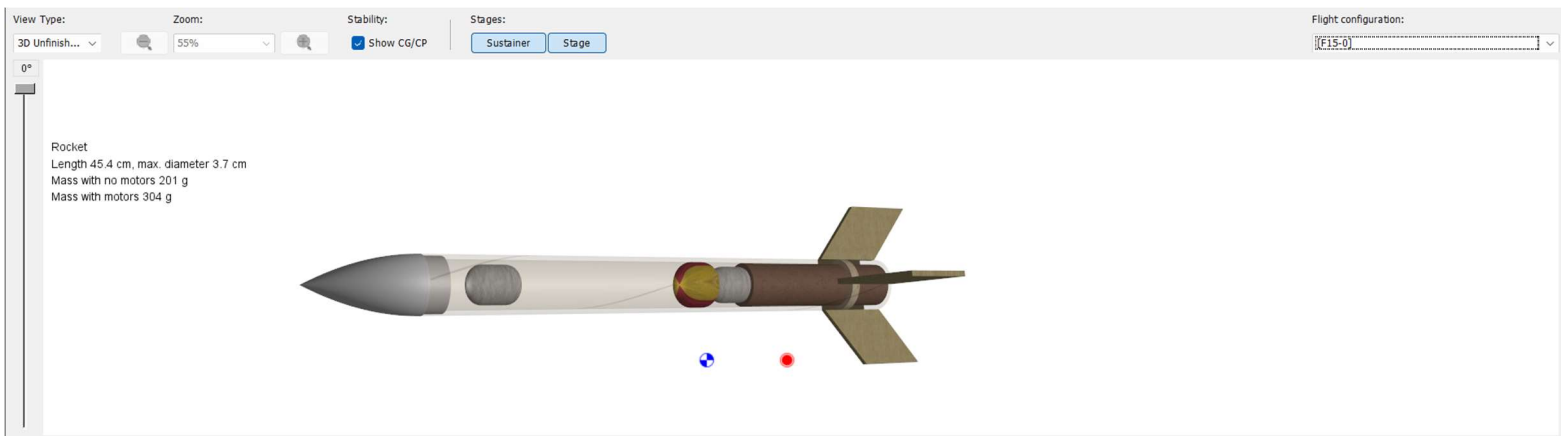 View Type: Zoom: Stability: Stages: Flight configuration:
3D Unfinish... 55% Show CG/CP Sustainer Stage [F15-0]
0°
Rocket
Length 45.4 cm, max. diameter 3.7 cm
Mass with no motors 201 g
Mass with motors 304 g